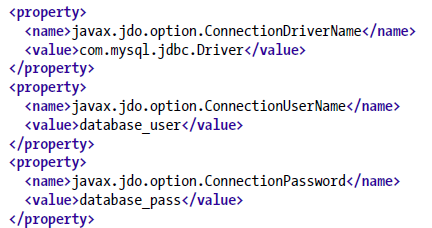 <property>
<name>javax.jdo.option.ConnectionDriverName</name>
<value>com.mysql.jdbc.Driver</value>
</property>
<property>
<name>javax.jdo.option.ConnectionUserName</name>
<value>database_user</value>
</property>
<property>
<name>javax.jdo.option.ConnectionPassword</name>
<value>database_pass</value>
</property>